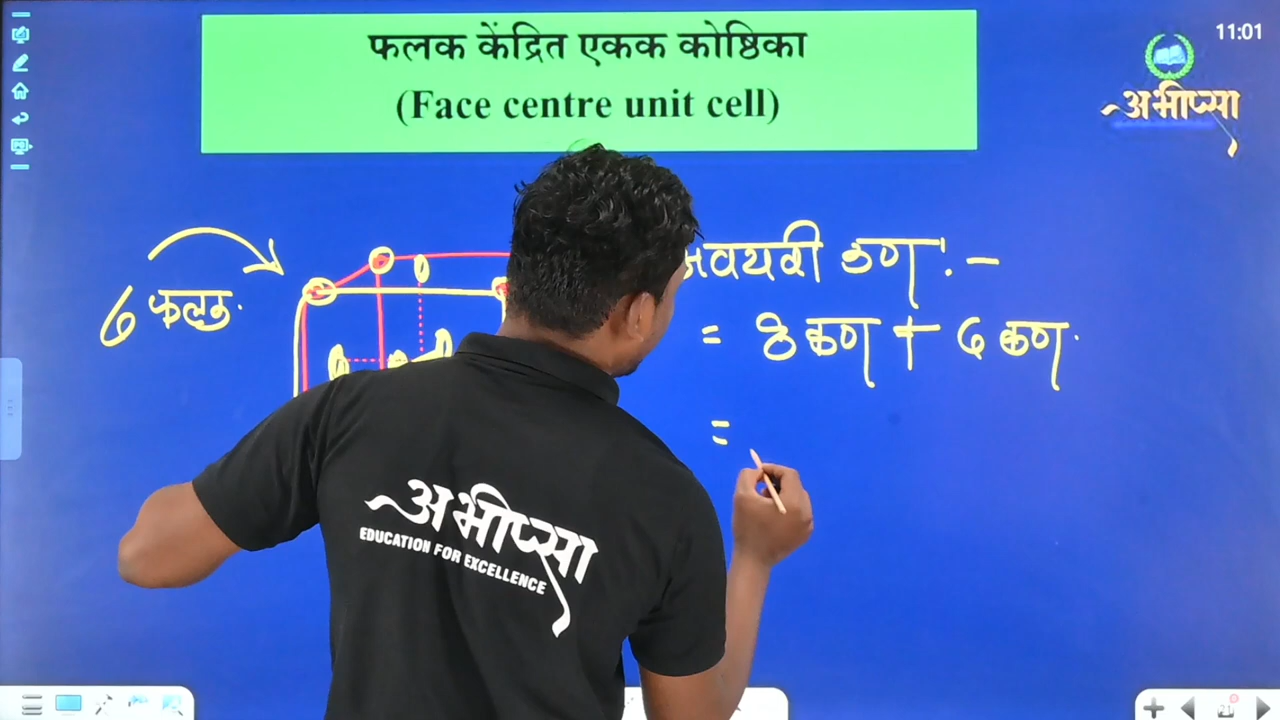 फलक केंद्रित एकक कोष्ठिका
(Face centre unit cell)
11:01
अभीप्सा
6 फलक
अवयवी कण :-
= 8 कण + 6 कण
=
अभीप्सा
EDUCATION FOR EXCELLENCE
21